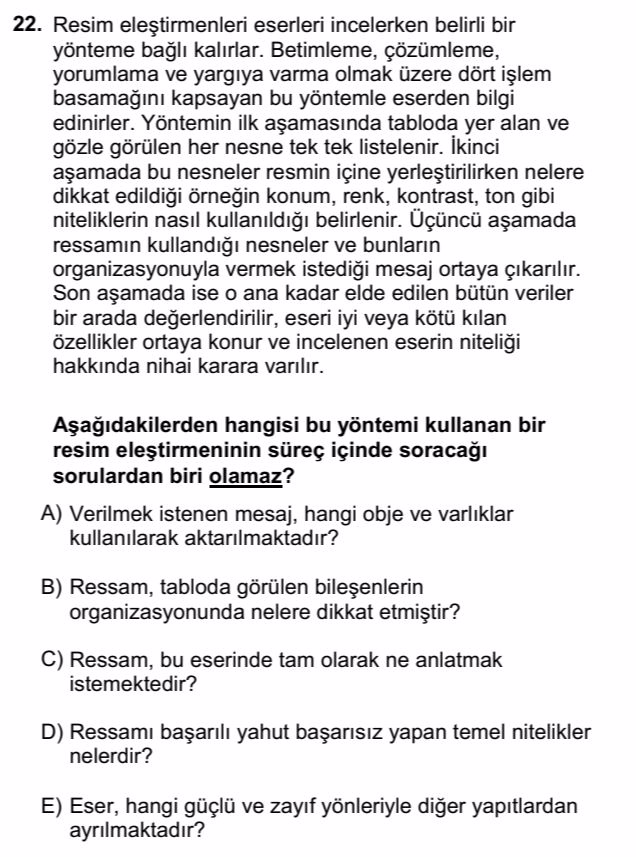 22. Resim eleştirmenleri eserleri incelerken belirli bir
yönteme bağlı kalırlar. Betimleme, çözümleme,
yorumlama ve yargıya varma olmak üzere dört işlem
basamağını kapsayan bu yöntemle eserden bilgi
edinirler. Yöntemin ilk aşamasında tabloda yer alan ve
gözle görülen her nesne tek tek listelenir. İkinci
aşamada bu nesneler resmin içine yerleştirilirken nelere
dikkat edildiği örneğin konum, renk, kontrast, ton gibi
niteliklerin nasıl kullanıldığı belirlenir. Üçüncü aşamada
ressamın kullandığı nesneler ve bunların
organizasyonuyla vermek istediği mesaj ortaya çıkarılır.
Son aşamada ise o ana kadar elde edilen bütün veriler
bir arada değerlendirilir, eseri iyi veya kötü kılan
özellikler ortaya konur ve incelenen eserin niteliği
hakkında nihai karara varılır.
Aşağıdakilerden hangisi bu yöntemi kullanan bir
resim eleştirmeninin süreç içinde soracağı
sorulardan biri olamaz?
A) Verilmek istenen mesaj, hangi obje ve varlıklar
kullanılarak aktarılmaktadır?
B) Ressam, tabloda görülen bileşenlerin
organizasyonunda nelere dikkat etmiştir?
C) Ressam, bu eserinde tam olarak ne anlatmak
istemektedir?
D) Ressamı başarılı yahut başarısız yapan temel nitelikler
nelerdir?
E) Eser, hangi güçlü ve zayıf yönleriyle diğer yapıtlardan
ayrılmaktadır?